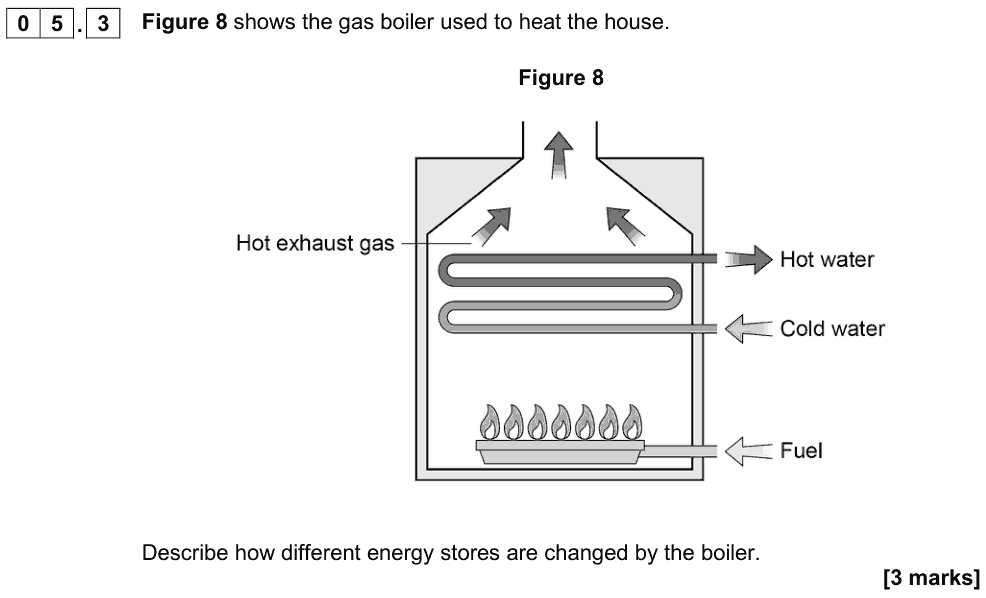 0 5 . 3 Figure 8 shows the gas boiler used to heat the house.
Figure 8
Hot exhaust gas
Hot water
Cold water
Fuel
Describe how different energy stores are changed by the boiler.
[3 marks]